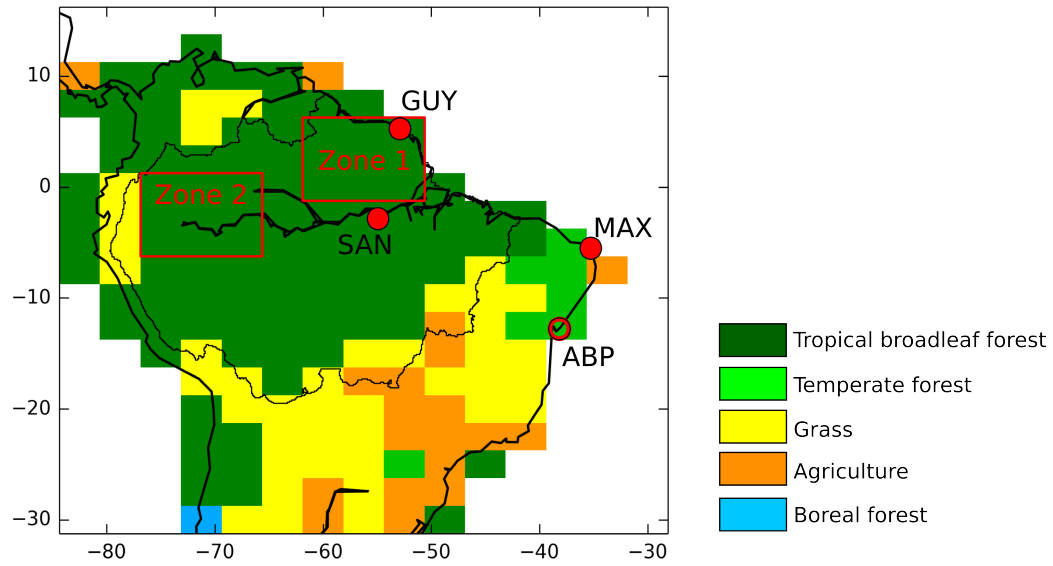 10
0
−10
−20
−30
−80
−70
−60
−50
−40
−30
GUY
Zone 1
Zone 2
SAN
MAX
ABP
Tropical broadleaf forest
Temperate forest
Grass
Agriculture
Boreal forest